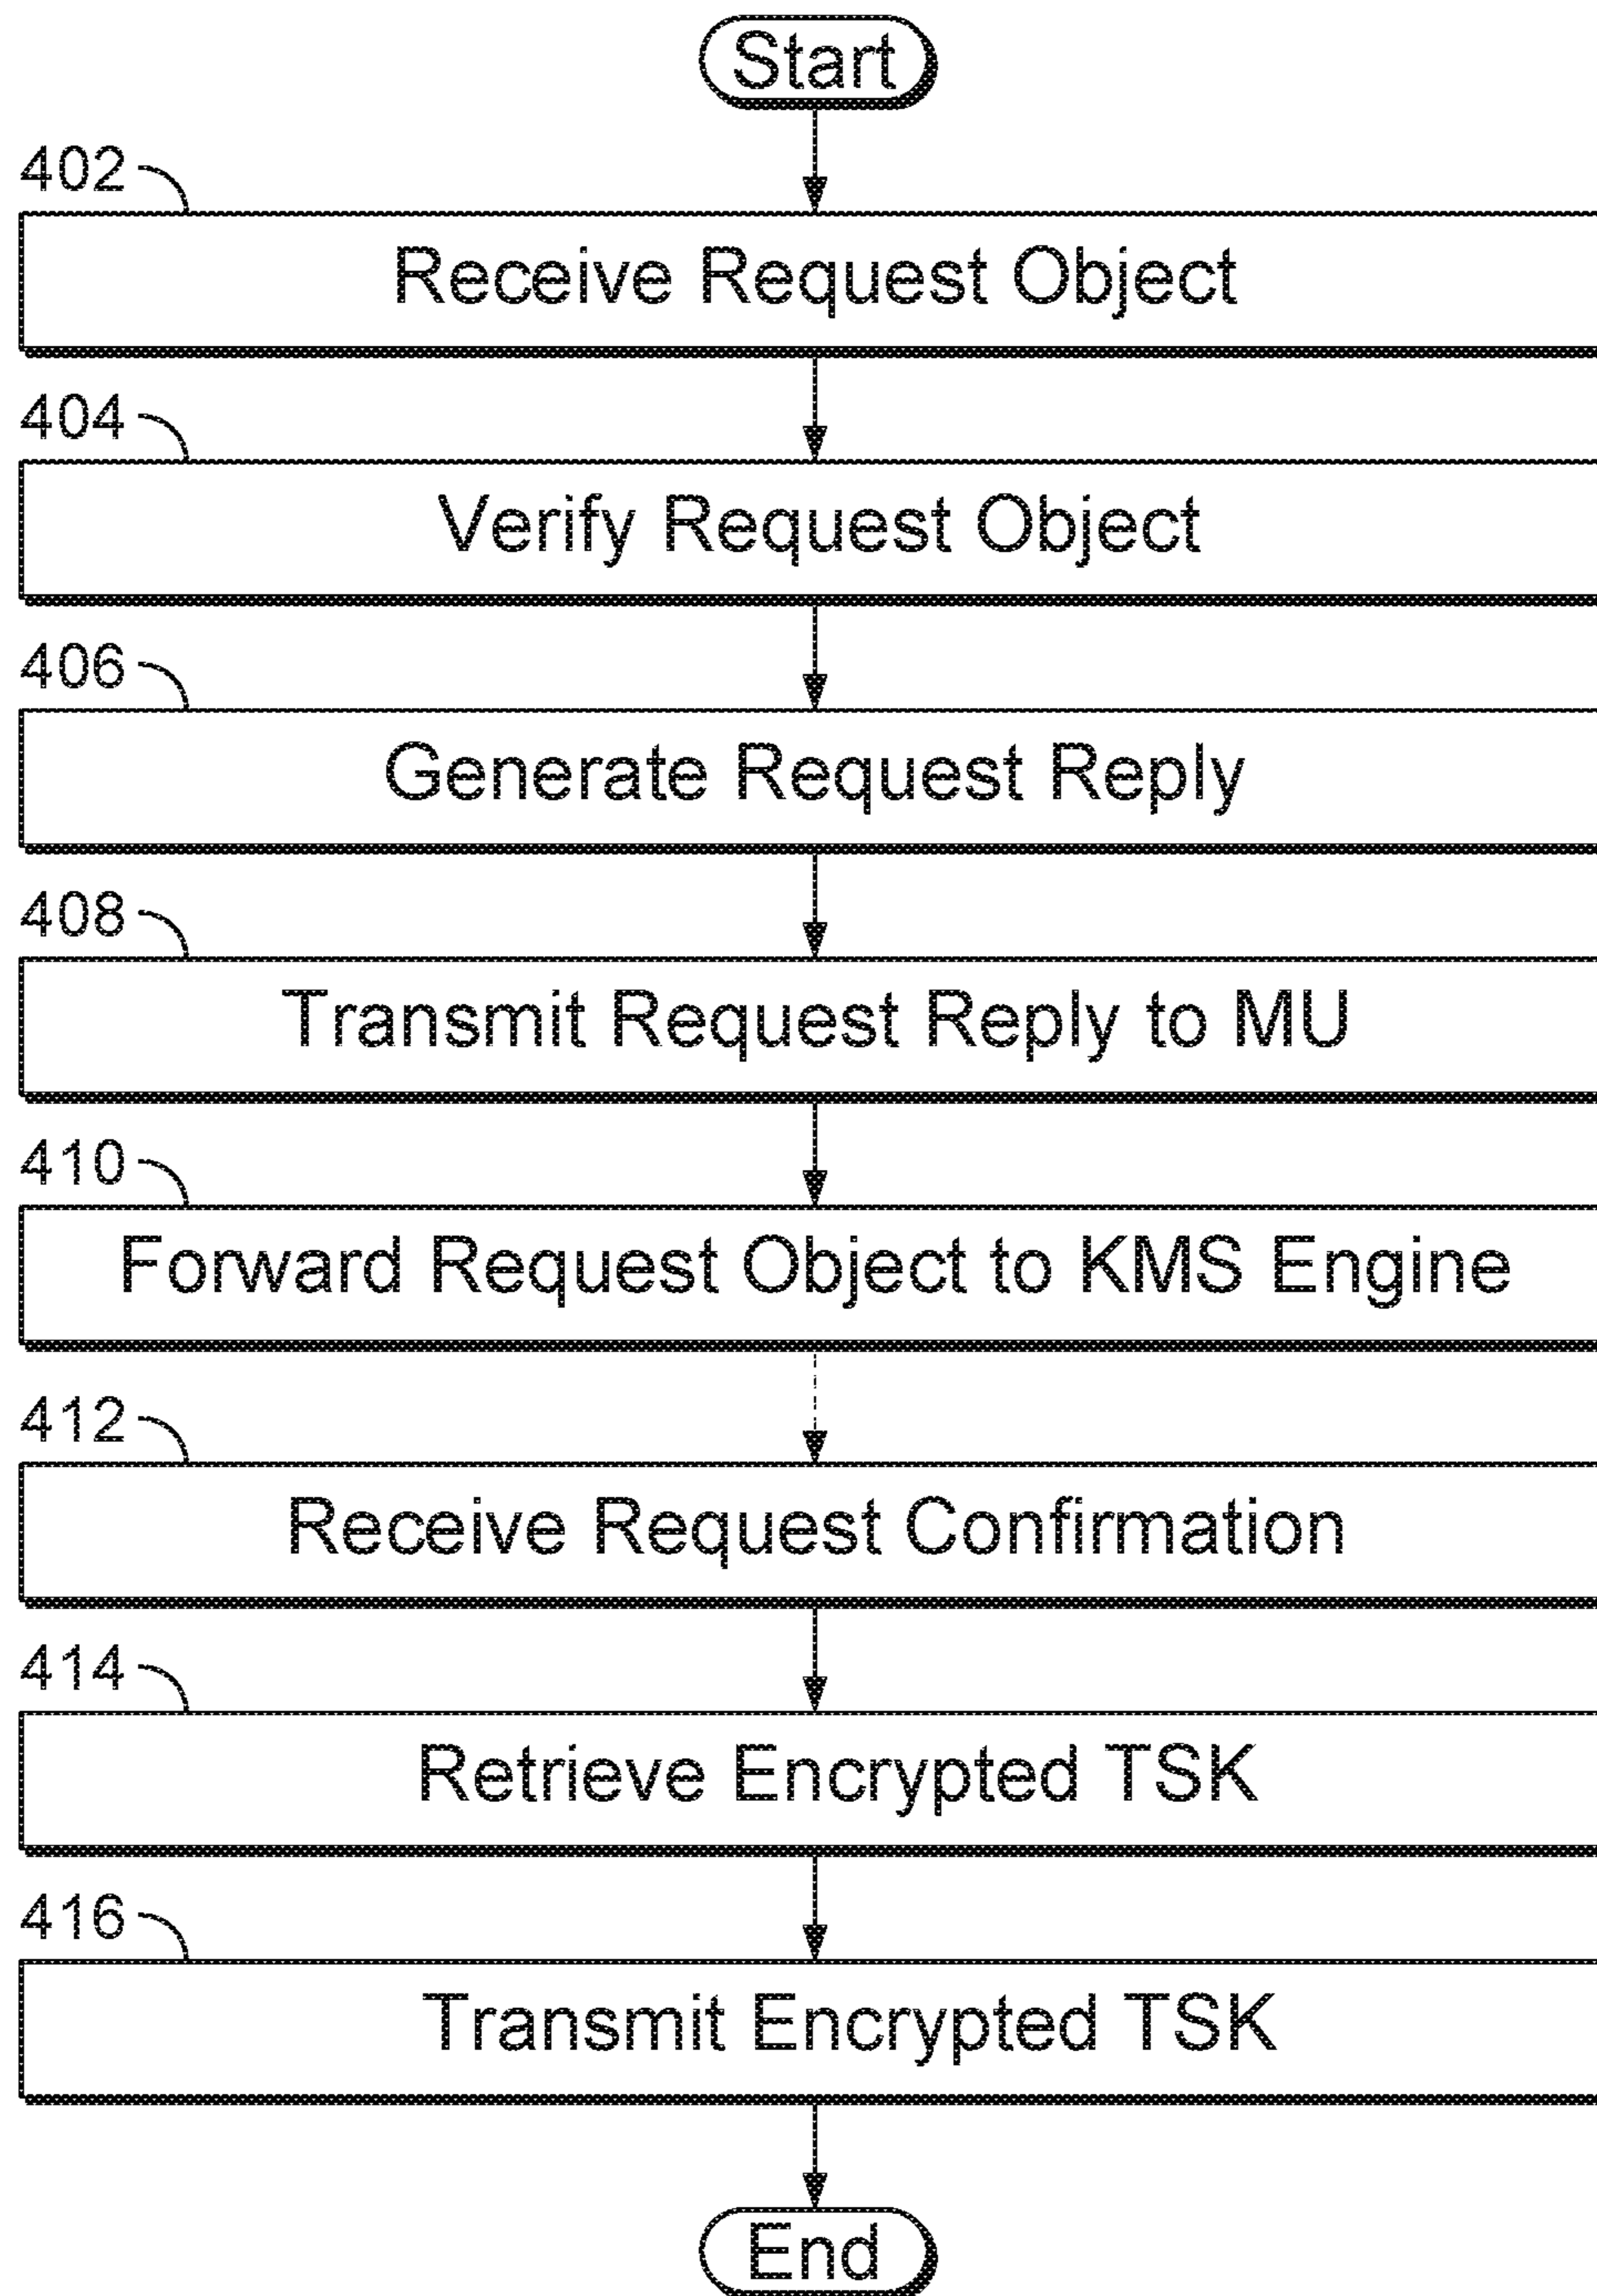 Start
402
Receive Request Object
404
Verify Request Object
406
Generate Request Reply
408
Transmit Request Reply to MU
410
Forward Request Object to KMS Engine
412
Receive Request Confirmation
414
Retrieve Encrypted TSK
416
Transmit Encrypted TSK
End